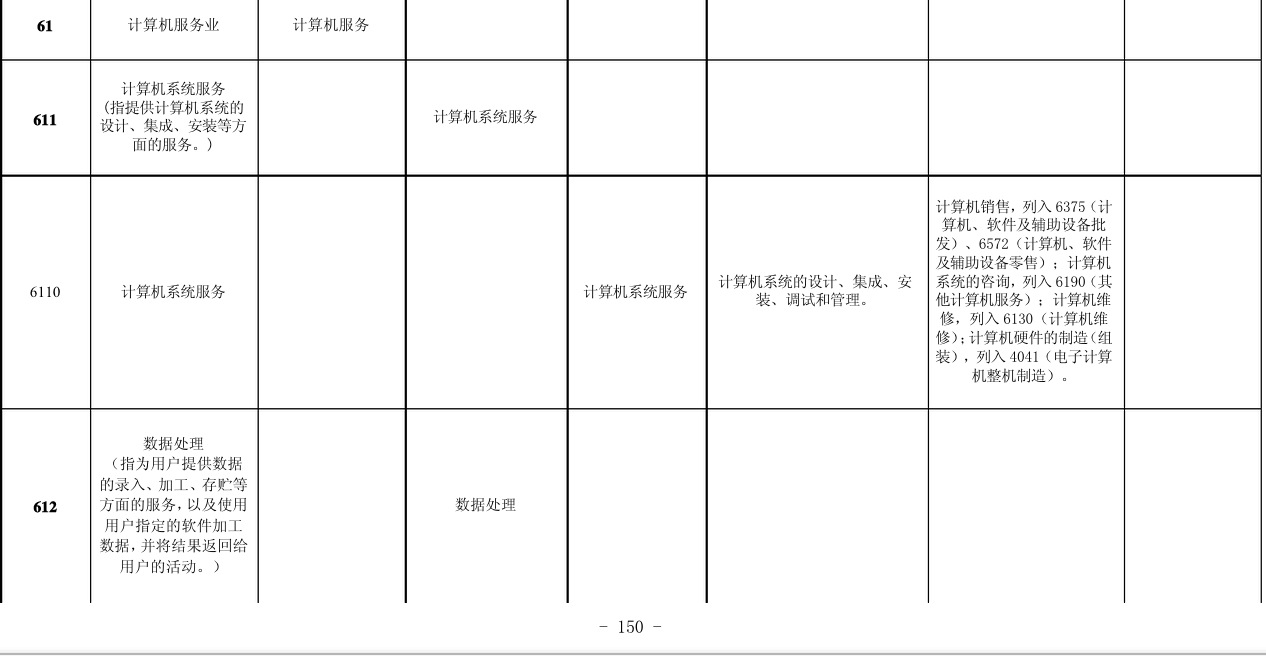 61
计算机服务业
计算机服务
611
计算机系统服务
(指提供计算机系统的
设计、集成、安装等方
面的服务。)
计算机系统服务
6110
计算机系统服务
计算机系统服务
计算机系统的设计、集成、安
装、调试和管理。
计算机销售，列入 6375（计
算机、软件及辅助设备批
发）、6572（计算机、软件
及辅助设备零售）；计算机
系统的咨询，列入 6190（其
他计算机服务）；计算机维
修，列入 6130（计算机维
修）；计算机硬件的制造（组
装），列入 4041（电子计算
机整机制造）。
612
数据处理
（指为用户提供数据
的录入、加工、存贮等
方面的服务，以及使用
用户指定的软件加工
数据，并将结果返回给
用户的活动。）
数据处理
- 150 -